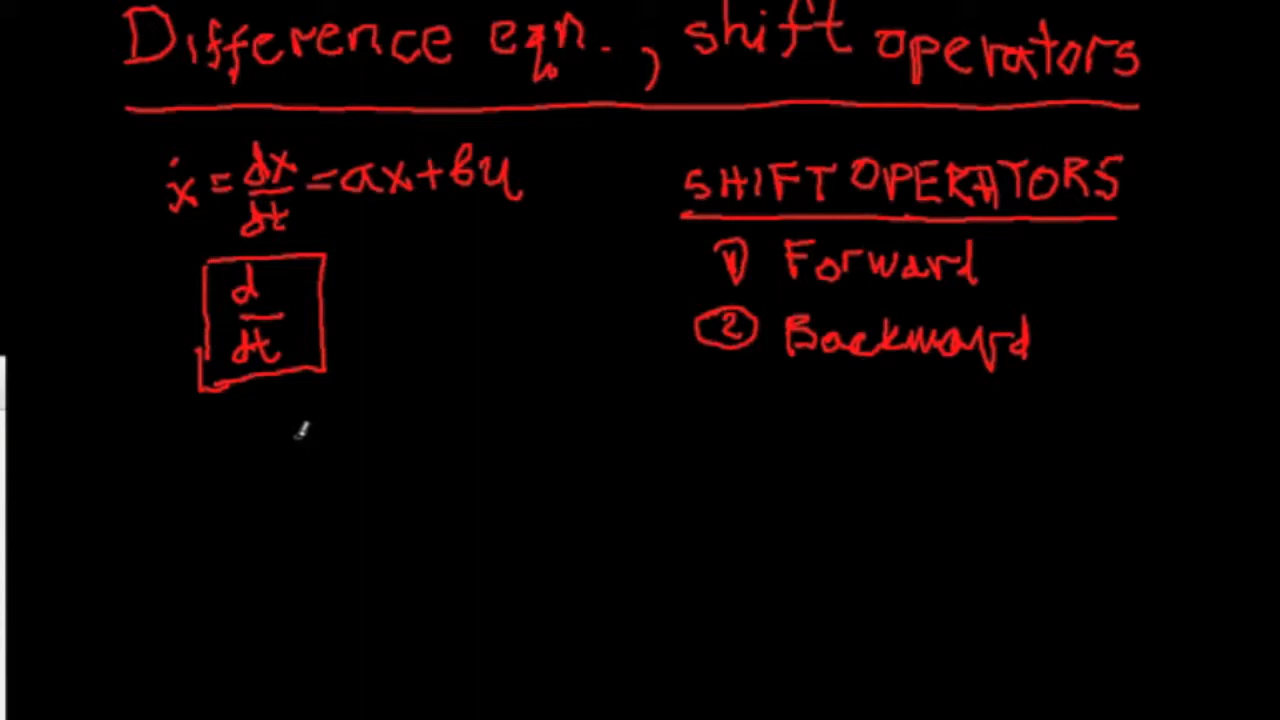 Difference eqn., shift operators
ẋ = dx/dt = ax + bu
d/dt
SHIFT OPERATORS
1 Forward
2 Backward